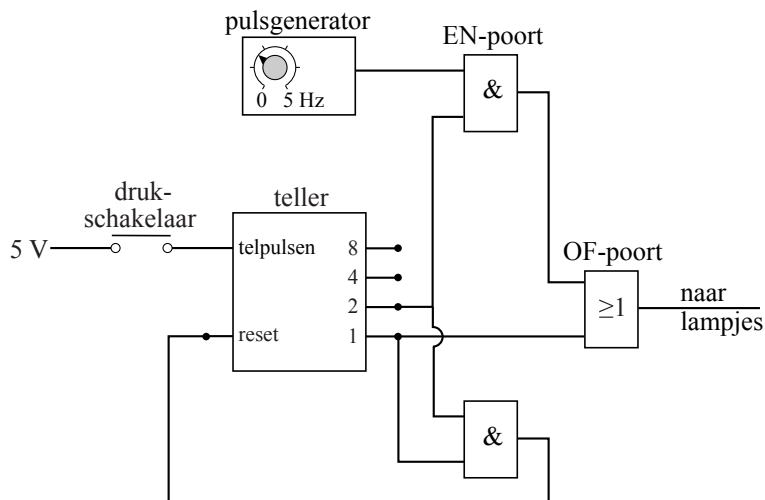 pulsgenerator
0 5 Hz
EN-poort
&
druk-
schakelaar
5 V
teller
telpulsen
8
4
2
reset
1
OF-poort
≥1
naar
lampjes
&